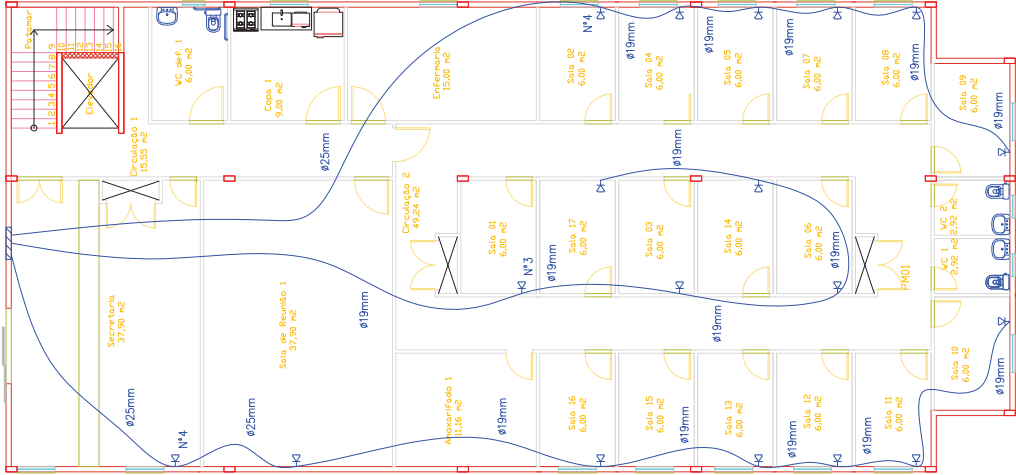 Patamar
1 2 3 4 5 6 7 8 9
10
11
12
13
14
15
16
Elevador
Circulação 1
15,55 m2
WC def. 1
6,00 m2
Copa 1
9,00 m2
Enfermaria
15,00 m2
Nº4
Sala 02
6,00 m2
ø19mm
Sala 04
6,00 m2
ø19mm
Sala 05
6,00 m2
ø19mm
Sala 07
6,00 m2
Sala 08
6,00 m2
ø19mm
Sala 09
6,00 m2
ø19mm
ø25mm
ø19mm
Circulação 2
49,24 m2
Sala 01
6,00 m2
Nº3
ø19mm
Sala 17
6,00 m2
Sala 03
6,00 m2
Sala 14
6,00 m2
Sala 06
6,00 m2
ø19mm
PM01
WC 2
2,92 m2
WC 1
2,92 m2
Secretaria
37,90 m2
Sala de Reunião 1
37,90 m2
ø19mm
ø19mm
ø25mm
Nº4
ø25mm
Almoxarifado 1
11,16 m2
ø19mm
Sala 16
6,00 m2
Sala 15
6,00 m2
ø19mm
Sala 13
6,00 m2
ø19mm
Sala 12
6,00 m2
ø19mm
Sala 11
6,00 m2
Sala 10
6,00 m2
ø19mm